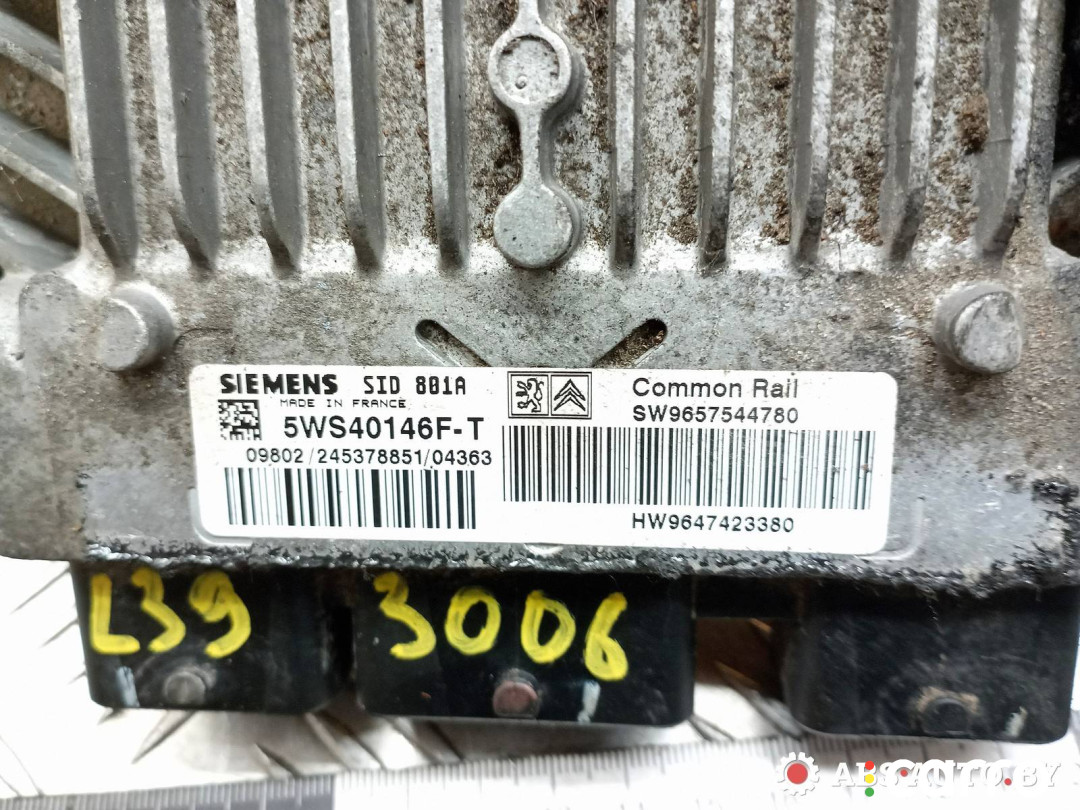 SIEMENS SID 801A
MADE IN FRANCE
5WS40146F-T
09802/245378851/04363
Common Rail
SW9657544780
HW9647423380
L39 3006